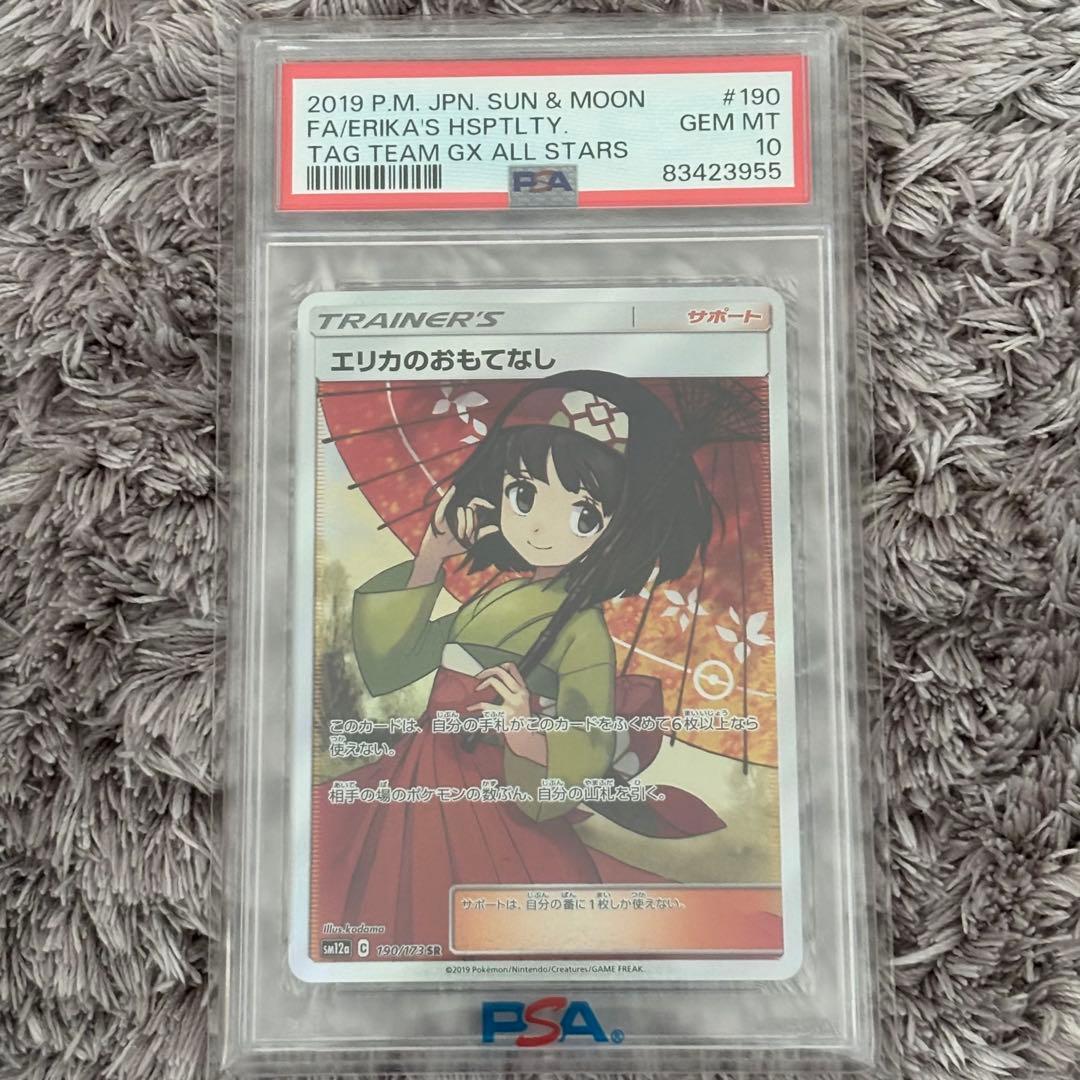 2019 P.M. JPN. SUN & MOON #190
FA/ERIKA'S HSPTLTY. GEM MT
TAG TEAM GX ALL STARS 10
PSA 83423955
TRAINER'S サポート
エリカのおもてなし
このカードは、自分の手札がこのカードをふくめて6枚以上なら
使えない。
相手の場のポケモンの数ぶん、自分の山札を引く。
サポートは、自分の番に1枚しか使えない。
Illus.kodama
sm12a C 190/173 SR
©2019 Pokémon/Nintendo/Creatures/GAME FREAK.
PSA®